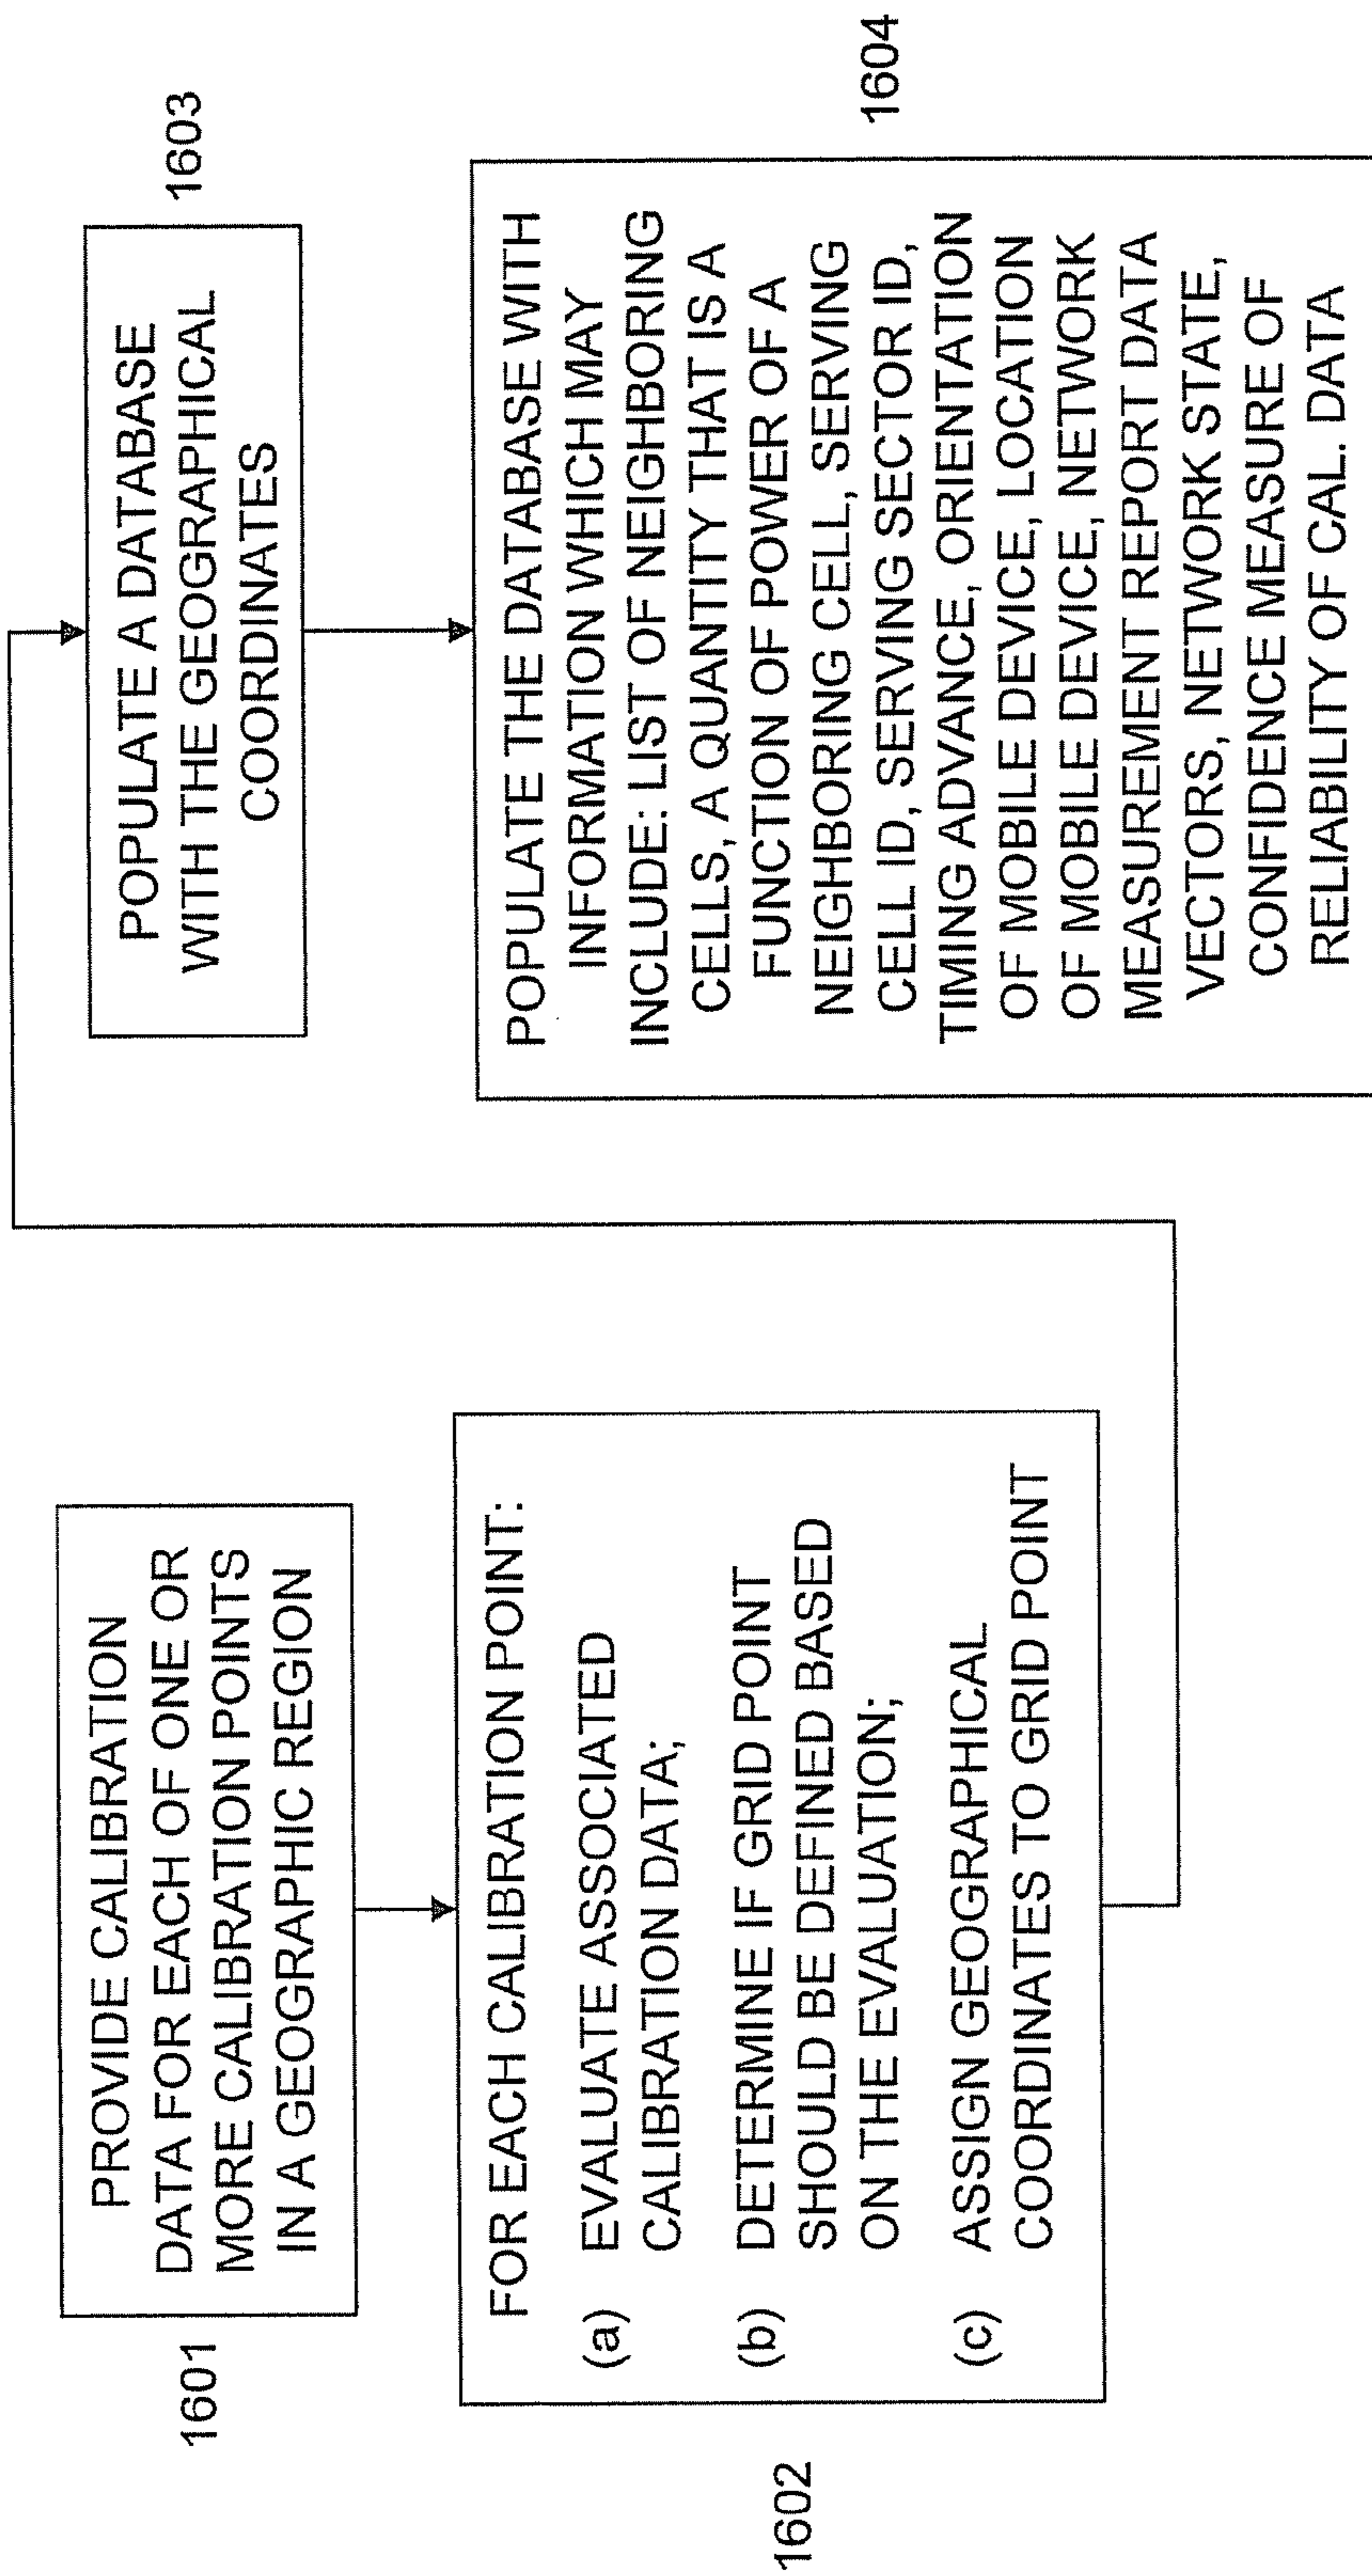 PROVIDE CALIBRATION
DATA FOR EACH OF ONE OR
MORE CALIBRATION POINTS
IN A GEOGRAPHIC REGION
1601
FOR EACH CALIBRATION POINT:
(a) EVALUATE ASSOCIATED
CALIBRATION DATA;
(b) DETERMINE IF GRID POINT
SHOULD BE DEFINED BASED
ON THE EVALUATION;
(c) ASSIGN GEOGRAPHICAL
COORDINATES TO GRID POINT
1602
POPULATE A DATABASE
WITH THE GEOGRAPHICAL
COORDINATES
1603
POPULATE THE DATABASE WITH
INFORMATION WHICH MAY
INCLUDE: LIST OF NEIGHBORING
CELLS, A QUANTITY THAT IS A
FUNCTION OF POWER OF A
NEIGHBORING CELL, SERVING
CELL ID, SERVING SECTOR ID,
TIMING ADVANCE, ORIENTATION
OF MOBILE DEVICE, LOCATION
OF MOBILE DEVICE, NETWORK
MEASUREMENT REPORT DATA
VECTORS, NETWORK STATE,
CONFIDENCE MEASURE OF
RELIABILITY OF CAL. DATA
1604